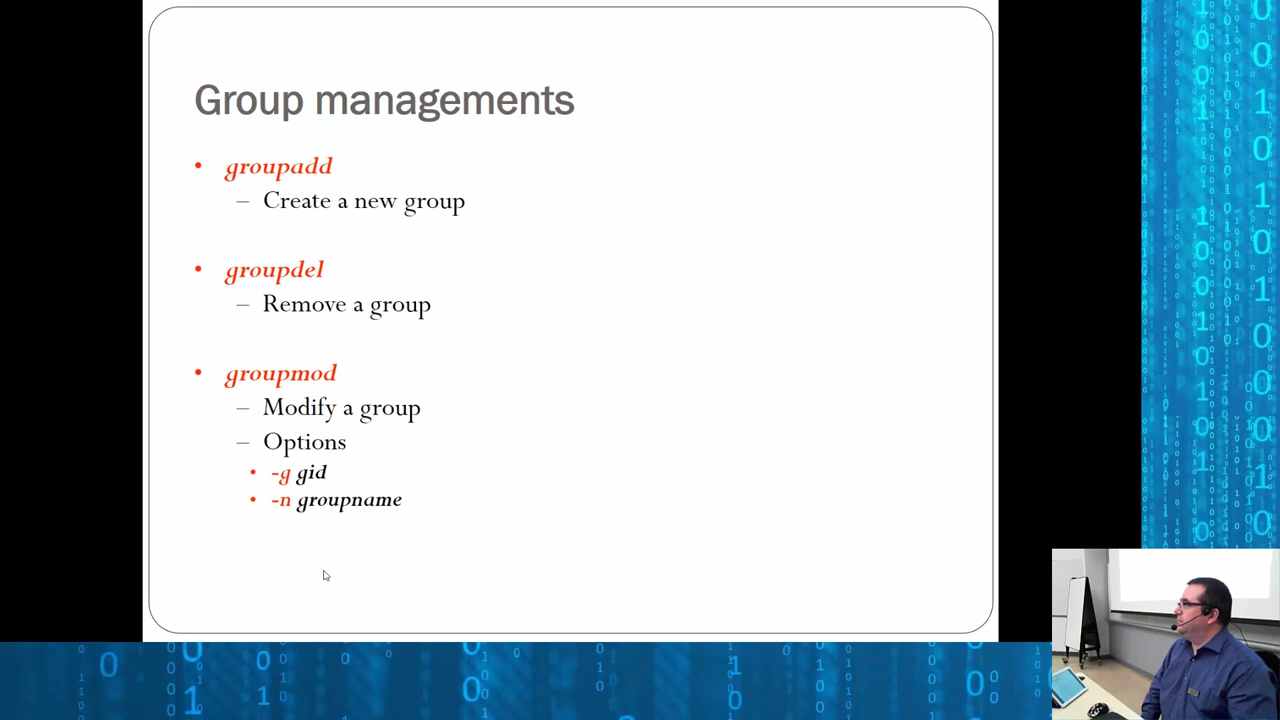 Group managements
• groupadd
– Create a new group
• groupdel
– Remove a group
• groupmod
– Modify a group
– Options
• -g gid
• -n groupname